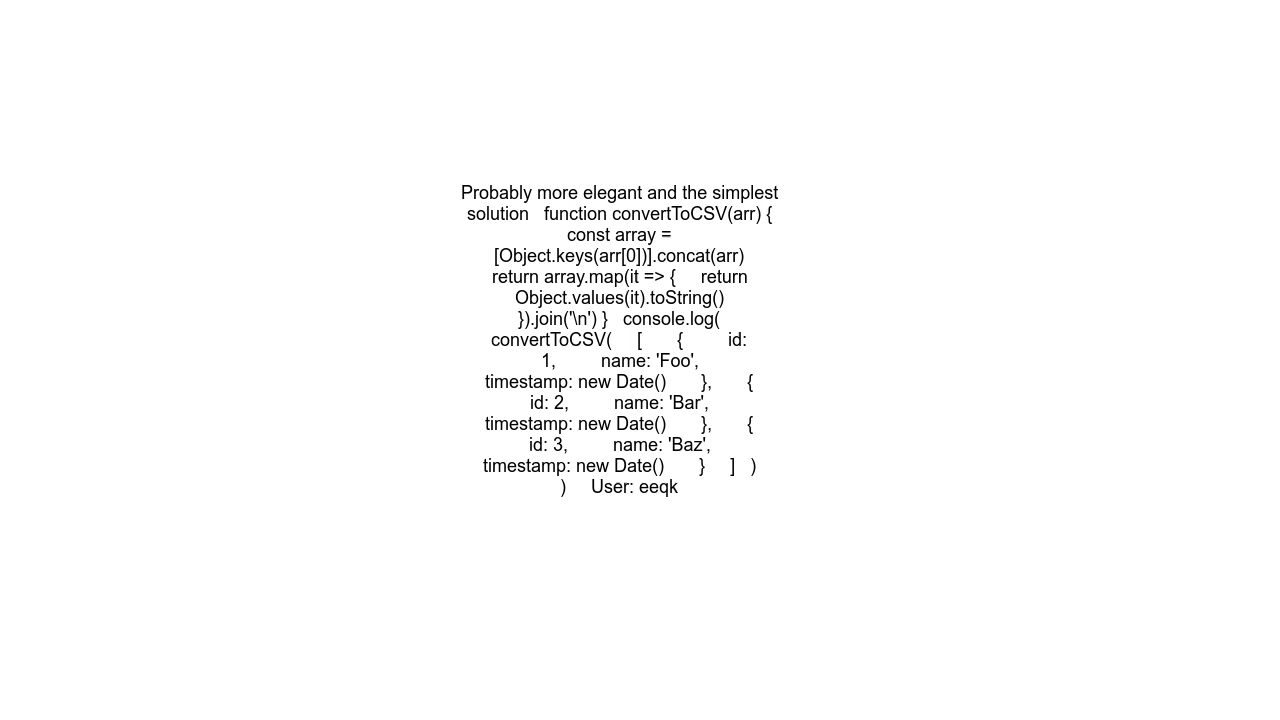 Probably more elegant and the simplest
solution   function convertToCSV(arr) {
const array =
[Object.keys(arr[0])].concat(arr)
return array.map(it => {     return
Object.values(it).toString()
}).join('\n') }   console.log(
convertToCSV(     [       {         id:
1,         name: 'Foo',
timestamp: new Date()       },       {
id: 2,         name: 'Bar',
timestamp: new Date()       },       {
id: 3,         name: 'Baz',
timestamp: new Date()       }     ]   )
)     User: eeqk